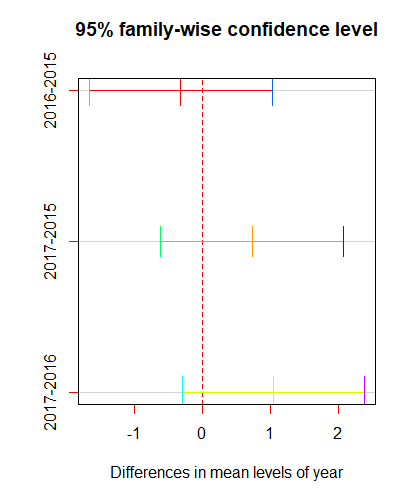 95% family-wise confidence level
2016-2015
2017-2015
2017-2016
-1 0 1 2
Differences in mean levels of year